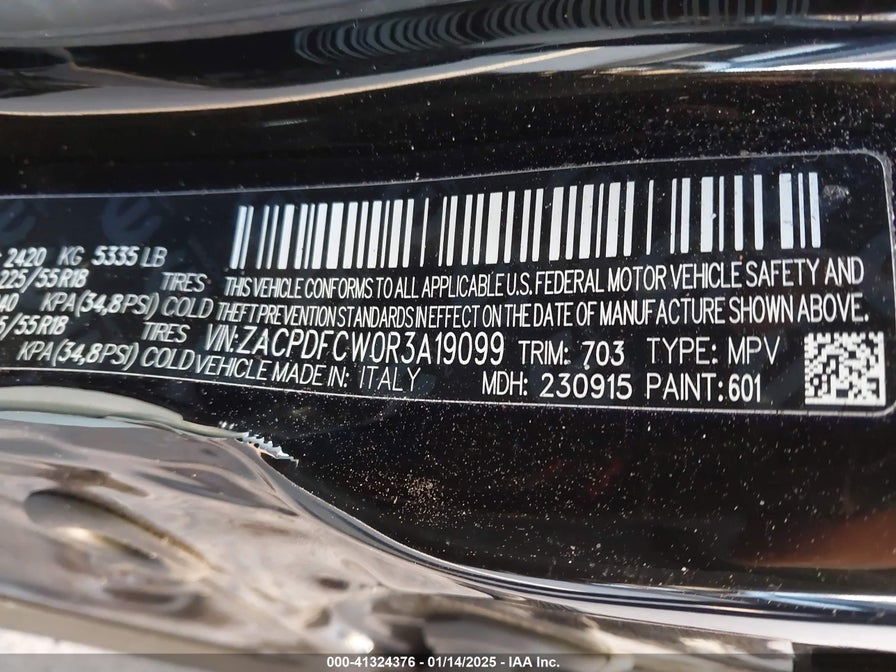 2420 KG 5335 LB
225/55R18 TIRES
KPA(34,8PSI) COLD
/55R18 TIRES
KPA(34,8PSI) COLD
THIS VEHICLE CONFORMS TO ALL APPLICABLE U.S. FEDERAL MOTOR VEHICLE SAFETY AND
THEFT PREVENTION STANDARDS IN EFFECT ON THE DATE OF MANUFACTURE SHOWN ABOVE.
VIN: ZACPDFCW0R3A19099 TRIM: 703 TYPE: MPV
VEHICLE MADE IN: ITALY MDH: 230915 PAINT: 601
000-41324376 - 01/14/2025 - IAA Inc.